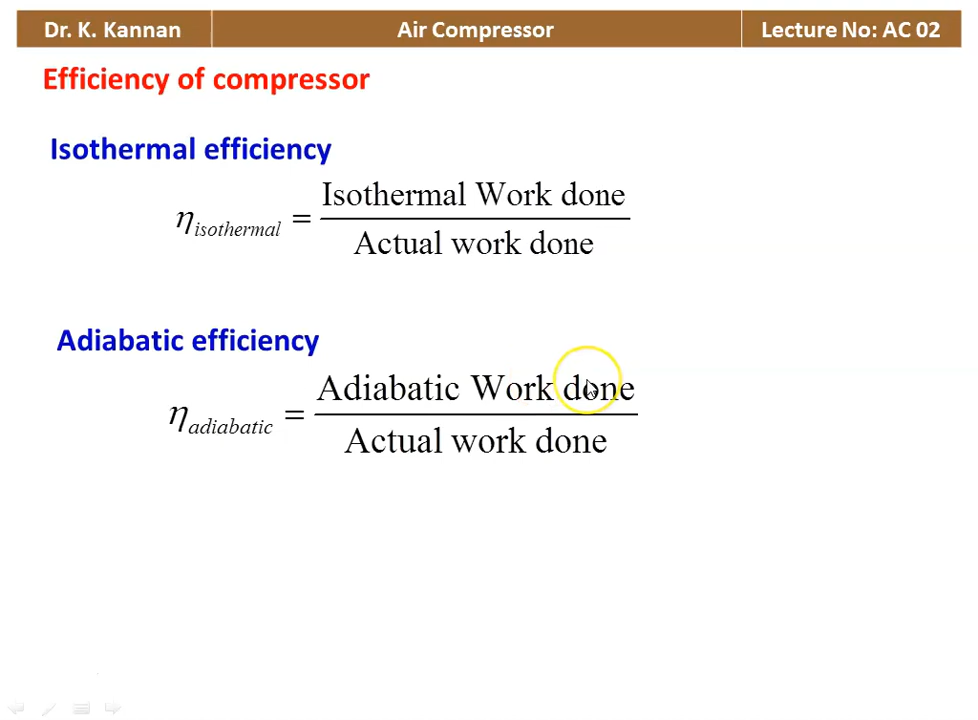 Dr. K. Kannan Air Compressor Lecture No: AC 02
Efficiency of compressor
Isothermal efficiency
η_isothermal = Isothermal Work done / Actual work done
Adiabatic efficiency
η_adiabatic = Adiabatic Work done / Actual work done